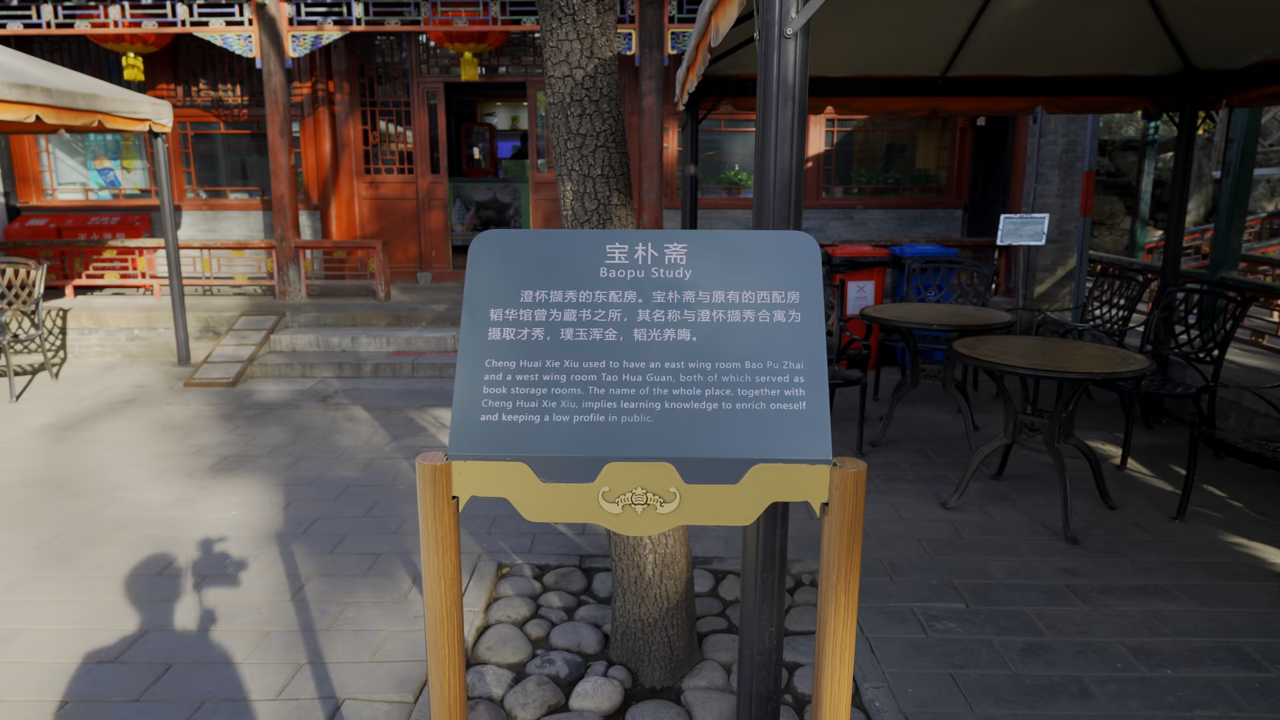 宝朴斋
Baopu Study
澄怀撷秀的东配房。宝朴斋与原有的西配房
韬华馆曾为藏书之所，其名称与澄怀撷秀合寓为
摄取才秀，璞玉浑金，韬光养晦。
Cheng Huai Xie Xiu used to have an east wing room Bao Pu Zhai
and a west wing room Tao Hua Guan, both of which served as
book storage rooms. The name of the whole place, together with
Cheng Huai Xie Xiu, implies learning knowledge to enrich oneself
and keeping a low profile in public.